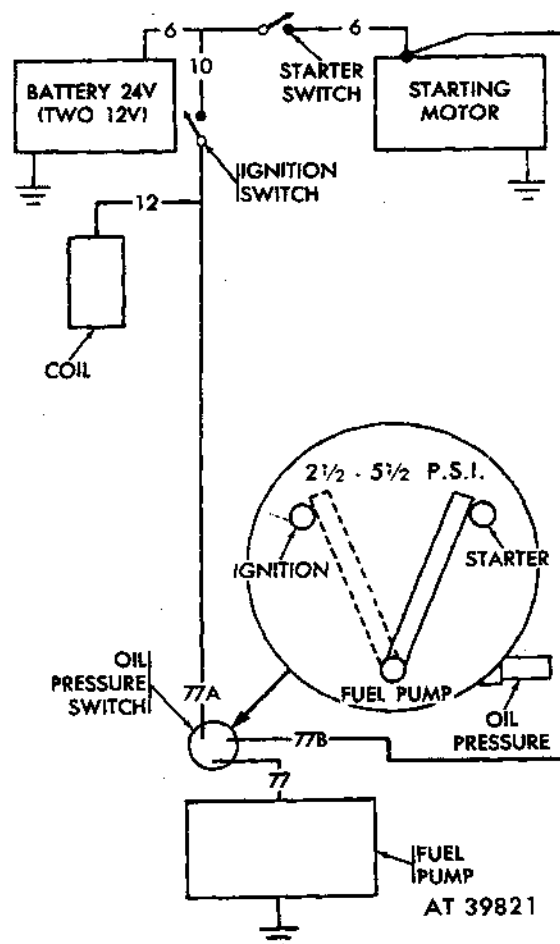 6
6
10
BATTERY 24V
(TWO 12V)
STARTER
SWITCH
STARTING
MOTOR
IGNITION
SWITCH
12
COIL
2½ - 5½ P.S.I.
IGNITION
STARTER
FUEL PUMP
OIL
PRESSURE
OIL
PRESSURE
SWITCH
77A
77B
77
FUEL
PUMP
AT 39821